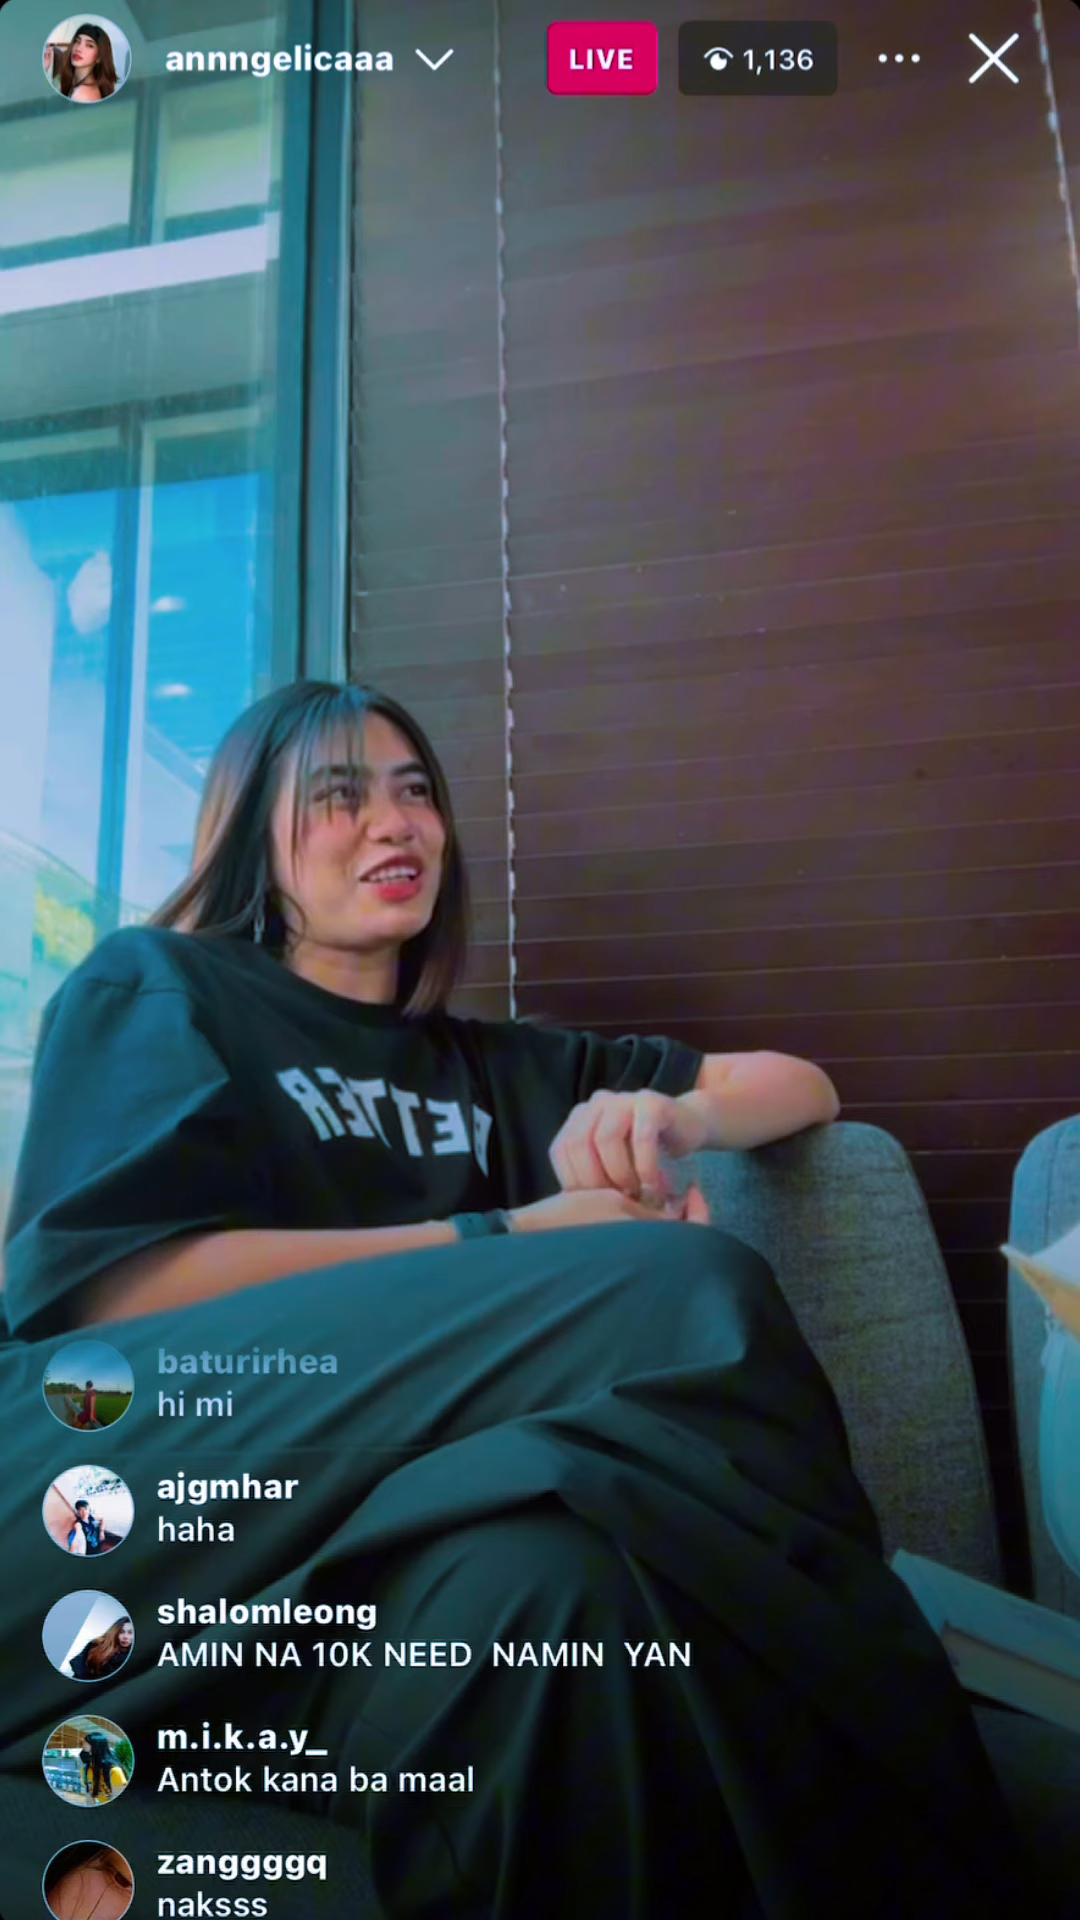 annngelicaaa
LIVE
1,136
BETTER
baturirhea
hi mi
ajgmhar
haha
shalomleong
AMIN NA 10K NEED NAMIN YAN
m.i.k.a.y_
Antok kana ba maal
zanggggq
naksss